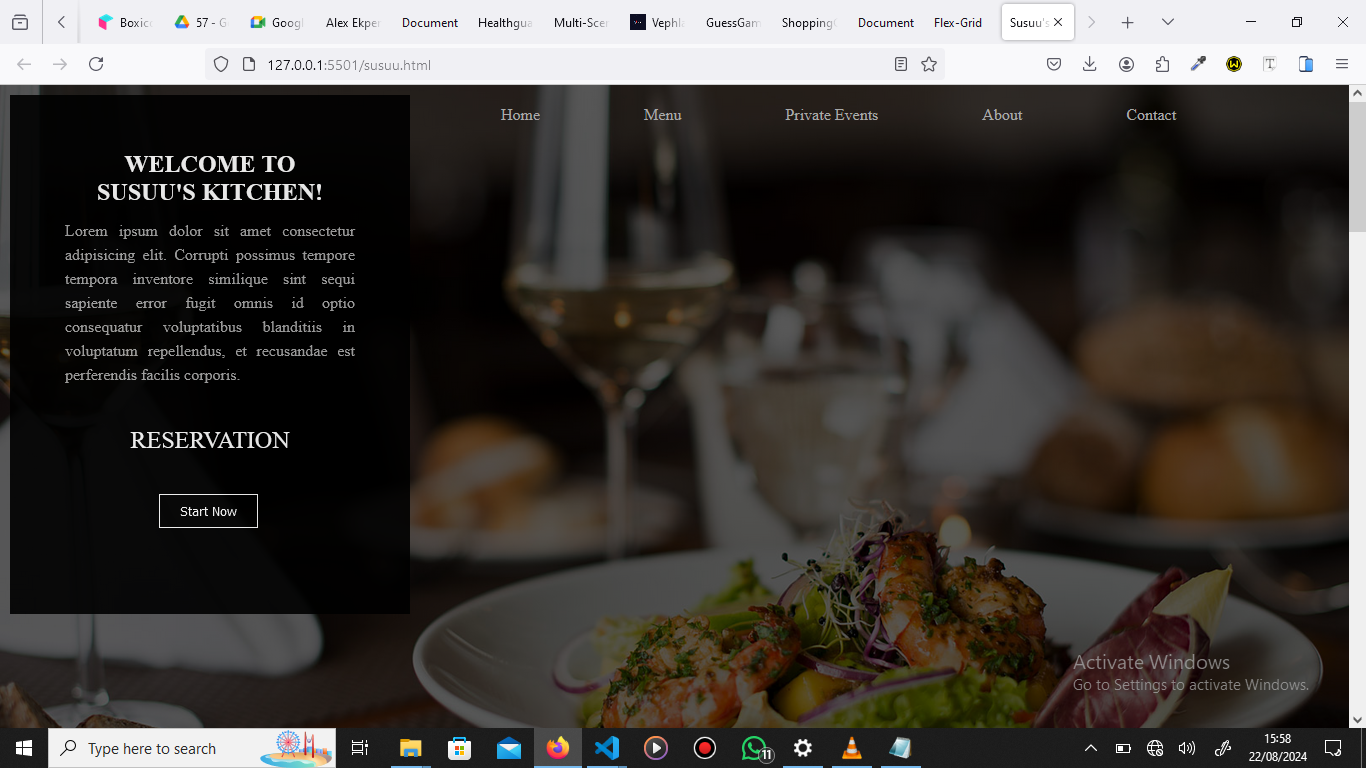 Boxic
57 - G
Googl
Alex Eker
Document
Healthgua
Multi-Scer
Vephla
GuessGam
Shopping
Document
Flex-Grid
Susuu's
127.0.0.1:5501/susuu.html
Home
Menu
Private Events
About
Contact
WELCOME TO
SUSUU'S KITCHEN!
Lorem ipsum dolor sit amet consectetur
adipisicing elit. Corrupti possimus tempore
tempora inventore similique sint sequi
sapiente error fugit omnis id optio
consequatur voluptatibus blanditiis in
voluptatum repellendus, et recusandae est
perferendis facilis corporis.
RESERVATION
Start Now
Activate Windows
Go to Settings to activate Windows.
Type here to search
11
15:58
22/08/2024